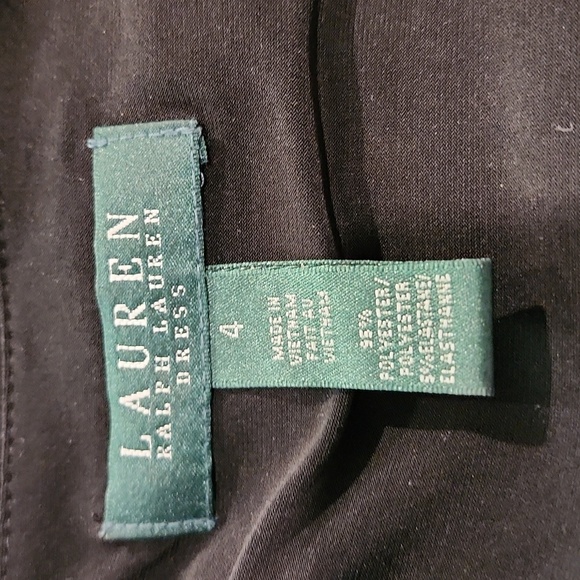 LAUREN
RALPH LAUREN
DRESS
4
MADE IN
VIETNAM
FAIT AU
VIETNAM
95%
POLYESTER/
POLYESTER
5%ELASTANE/
ELASTHANNE